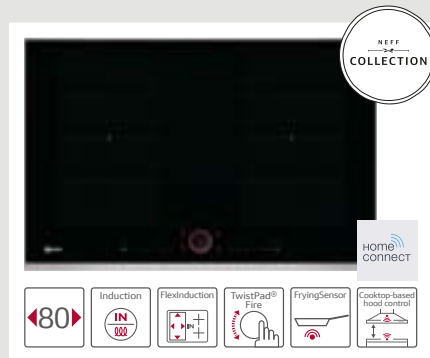 NEFF
COLLECTION
HOME
CONNECT
80
Induction
IN
FlexInduction
IN
TwistPad®
Fire
FryingSensor
Cooktop-based
hood control